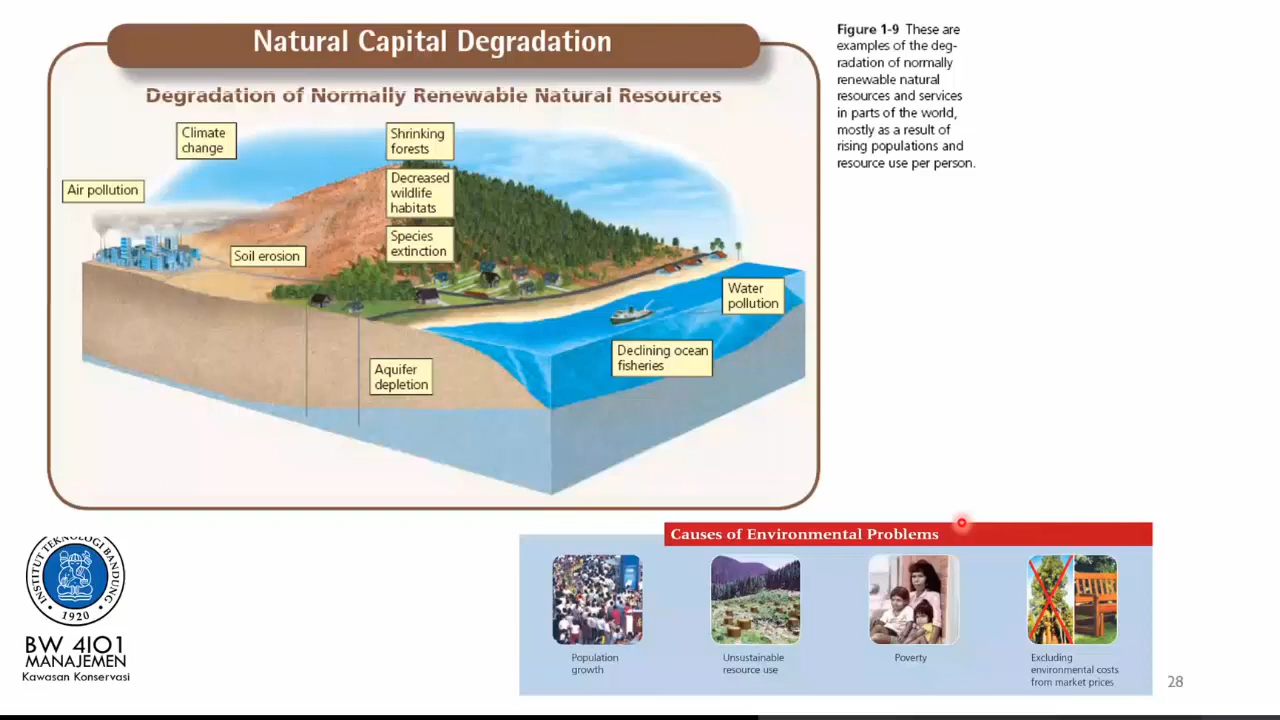 Natural Capital Degradation
Degradation of Normally Renewable Natural Resources
Climate
change
Shrinking
forests
Air pollution
Decreased
wildlife
habitats
Soil erosion
Species
extinction
Water
pollution
Declining ocean
fisheries
Aquifer
depletion
Figure 1-9 These are
examples of the deg-
radation of normally
renewable natural
resources and services
in parts of the world,
mostly as a result of
rising populations and
resource use per person.
Causes of Environmental Problems
Population
growth
Unsustainable
resource use
Poverty
Excluding
environmental costs
from market prices
INSTITUT TEKNOLOGI BANDUNG
1920
BW 4101
MANAJEMEN
Kawasan Konservasi
28